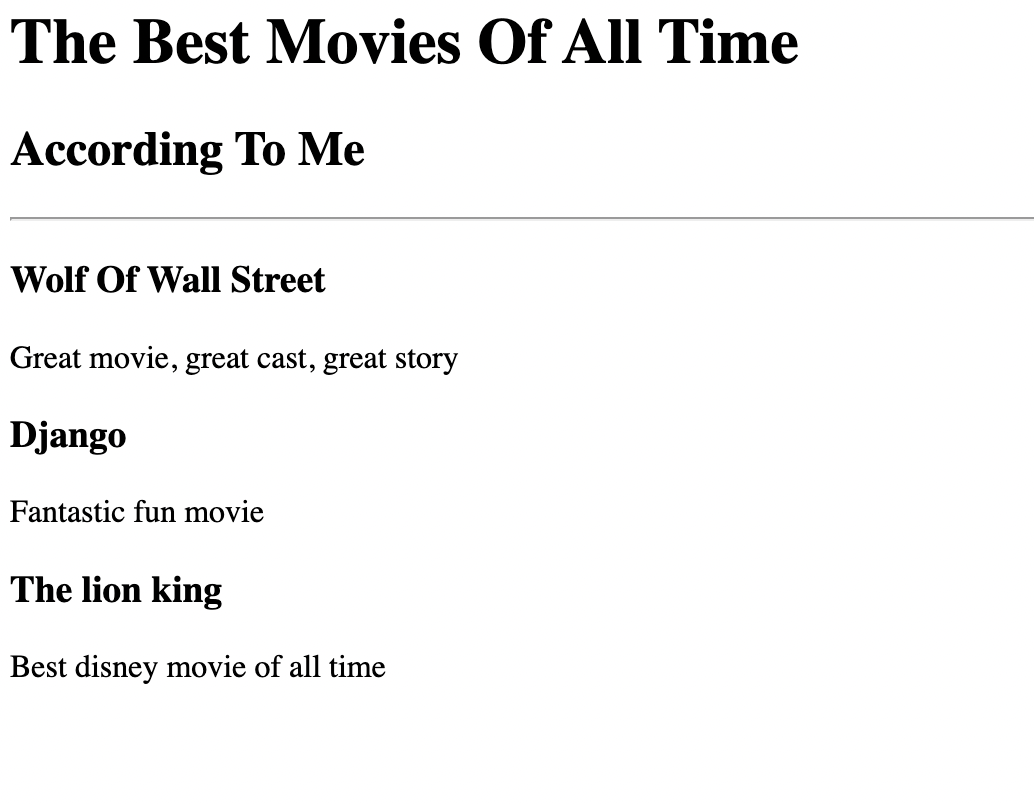 The Best Movies Of All Time
According To Me
Wolf Of Wall Street
Great movie, great cast, great story
Django
Fantastic fun movie
The lion king
Best disney movie of all time